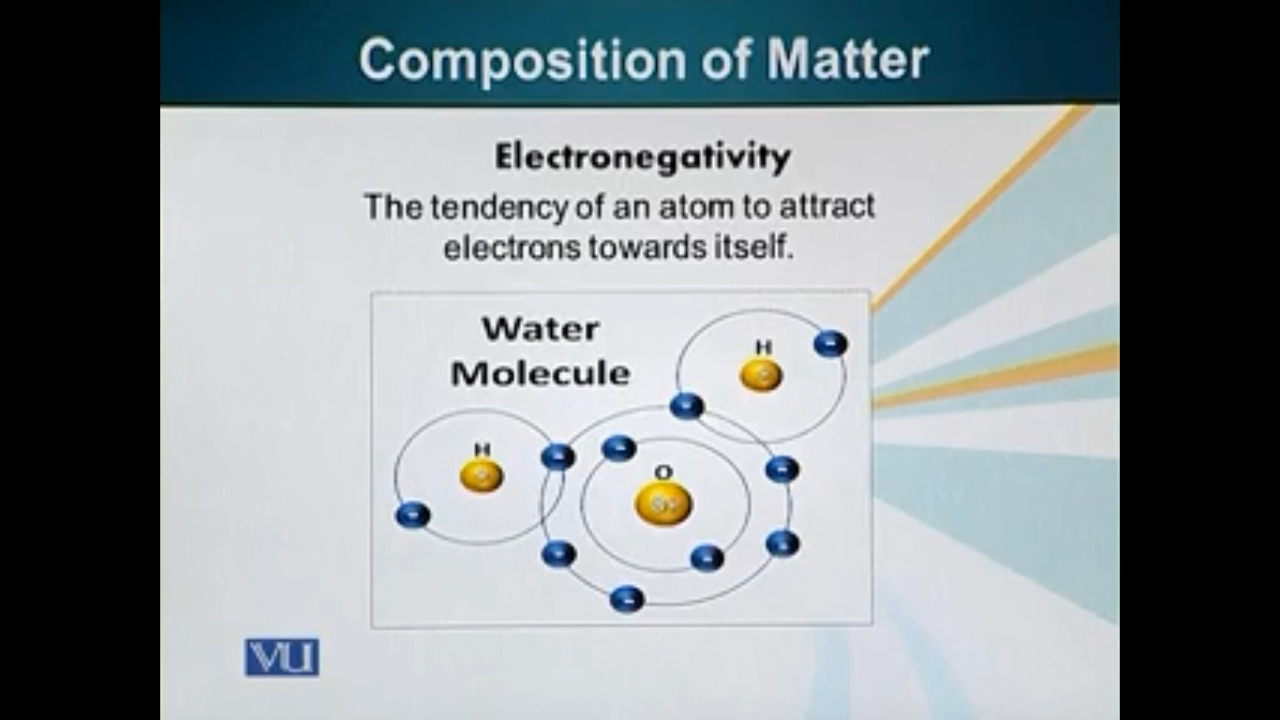 Composition of Matter
Electronegativity
The tendency of an atom to attract
electrons towards itself.
Water
Molecule
H
H
O
VU